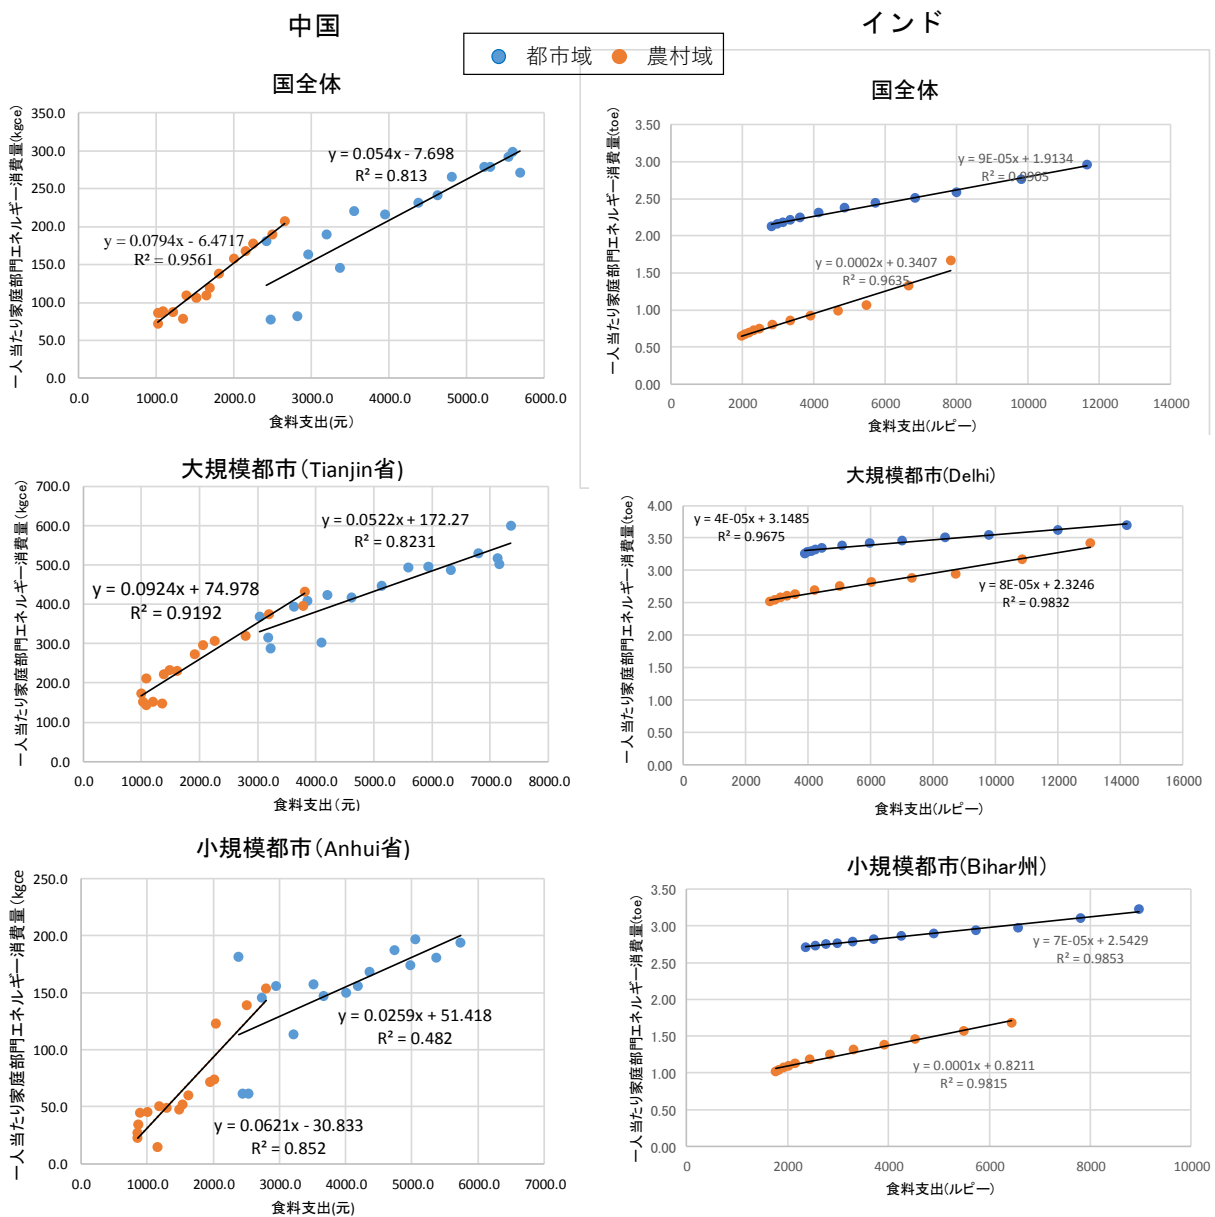 中国
インド
都市域 農村域
国全体
一人当たり家庭部門エネルギー消費量(kgce)
350.0
300.0
250.0
200.0
150.0
100.0
50.0
0.0
y = 0.054x - 7.698
R² = 0.813
y = 0.0794x - 6.4717
R² = 0.9561
0.0 1000.0 2000.0 3000.0 4000.0 5000.0 6000.0
食料支出(元)
国全体
一人当たり家庭部門エネルギー消費量(toe)
3.50
3.00
2.50
2.00
1.50
1.00
0.50
0.00
y = 9E-05x + 1.9134
R² = 0.9905
y = 0.0002x + 0.3407
R² = 0.9635
0 2000 4000 6000 8000 10000 12000 14000
食料支出(ルピー)
大規模都市(Tianjin省)
一人当たり家庭部門エネルギー消費量(kgce)
700.0
600.0
500.0
400.0
300.0
200.0
100.0
0.0
y = 0.0522x + 172.27
R² = 0.8231
y = 0.0924x + 74.978
R² = 0.9192
0.0 1000.0 2000.0 3000.0 4000.0 5000.0 6000.0 7000.0 8000.0
食料支出(元)
大規模都市(Delhi)
一人当たり家庭部門エネルギー消費量(toe)
4.00
3.50
3.00
2.50
2.00
1.50
1.00
0.50
0.00
y = 4E-05x + 3.1485
R² = 0.9675
y = 8E-05x + 2.3246
R² = 0.9832
0 2000 4000 6000 8000 10000 12000 14000 16000
食料支出(ルピー)
小規模都市(Anhui省)
一人当たり家庭部門エネルギー消費量(kgce
250.0
200.0
150.0
100.0
50.0
0.0
y = 0.0259x + 51.418
R² = 0.482
y = 0.0621x - 30.833
R² = 0.852
0.0 1000.0 2000.0 3000.0 4000.0 5000.0 6000.0 7000.0
食料支出(元)
小規模都市(Bihar州)
一人当たり家庭部門エネルギー消費量(toe)
3.50
3.00
2.50
2.00
1.50
1.00
0.50
0.00
y = 7E-05x + 2.5429
R² = 0.9853
y = 0.0001x + 0.8211
R² = 0.9815
0 2000 4000 6000 8000 10000
食料支出(ルピー)